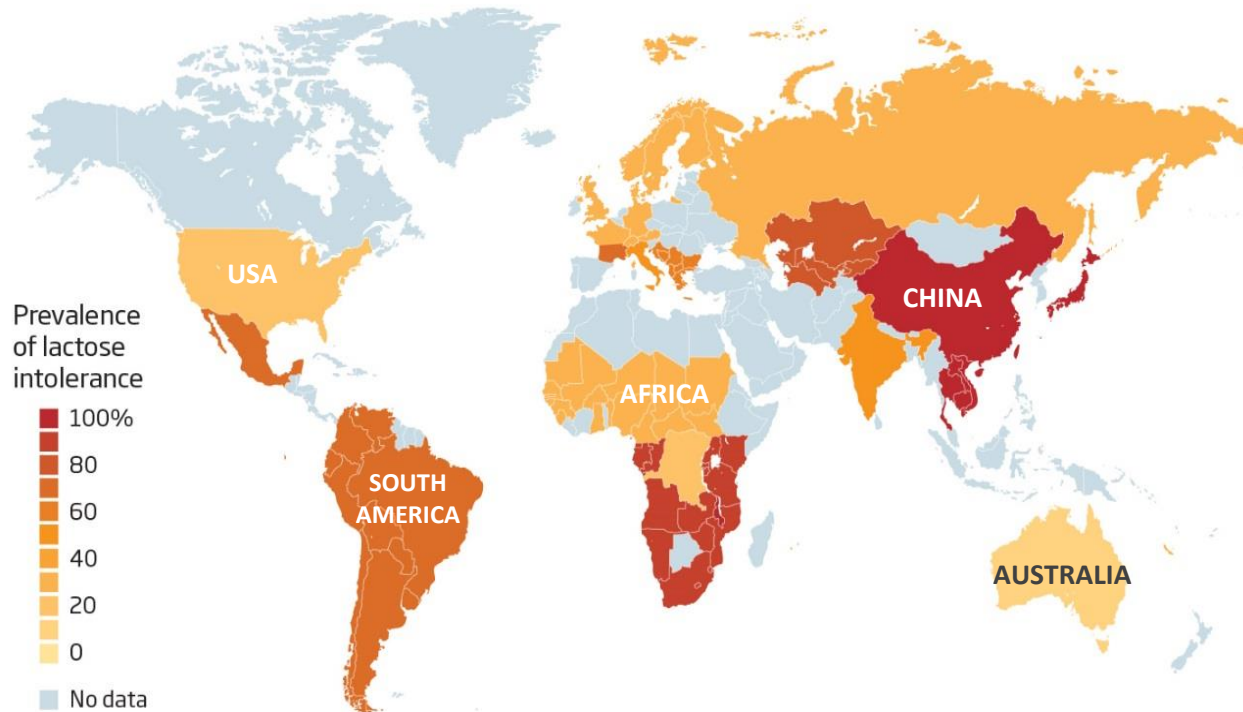 USA
CHINA
Prevalence
of lactose
intolerance
AFRICA
100%
80
SOUTH
AMERICA
60
40
AUSTRALIA
20
0
No data